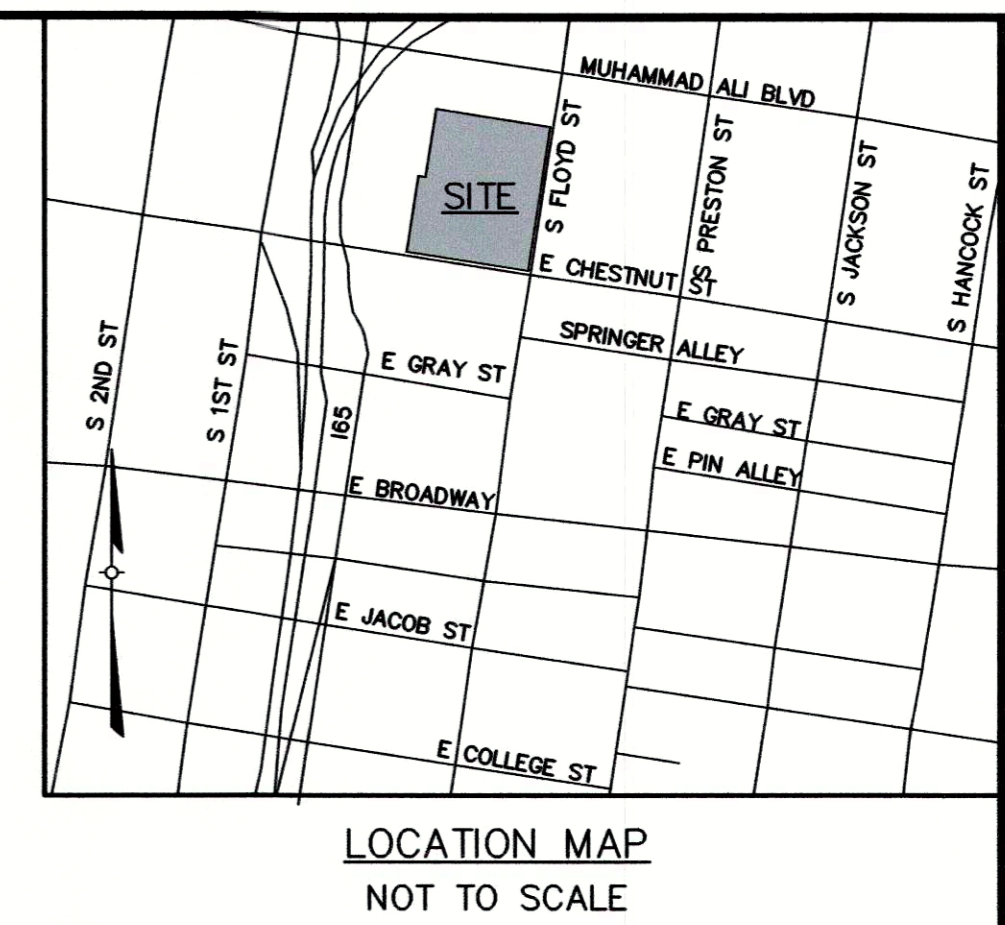 MUHAMMAD ALI BLVD
S FLOYD ST
S PRESTON ST
S JACKSON ST
S HANCOCK ST
SITE
E CHESTNUT ST
SPRINGER ALLEY
S 2ND ST
S 1ST ST
E GRAY ST
I65
E GRAY ST
E PIN ALLEY
E BROADWAY
E JACOB ST
E COLLEGE ST
LOCATION MAP
NOT TO SCALE